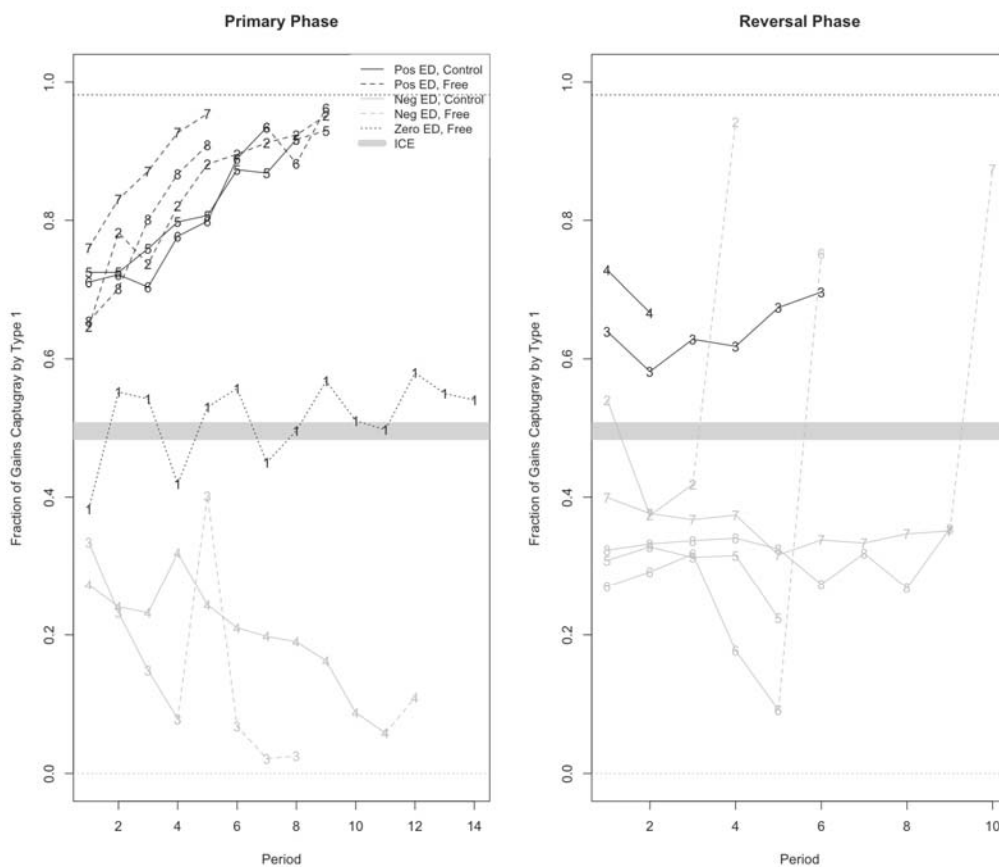 Primary Phase
Fraction of Gains Captugray by Type 1
1.0
0.8
0.6
0.4
0.2
0.0
Pos ED, Control
Pos ED, Free
Neg ED, Control
Neg ED, Free
Zero ED, Free
ICE
2 4 6 8 10 12 14
Period
Reversal Phase
Fraction of Gains Captugray by Type 1
1.0
0.8
0.6
0.4
0.2
0.0
2 4 6 8 10
Period